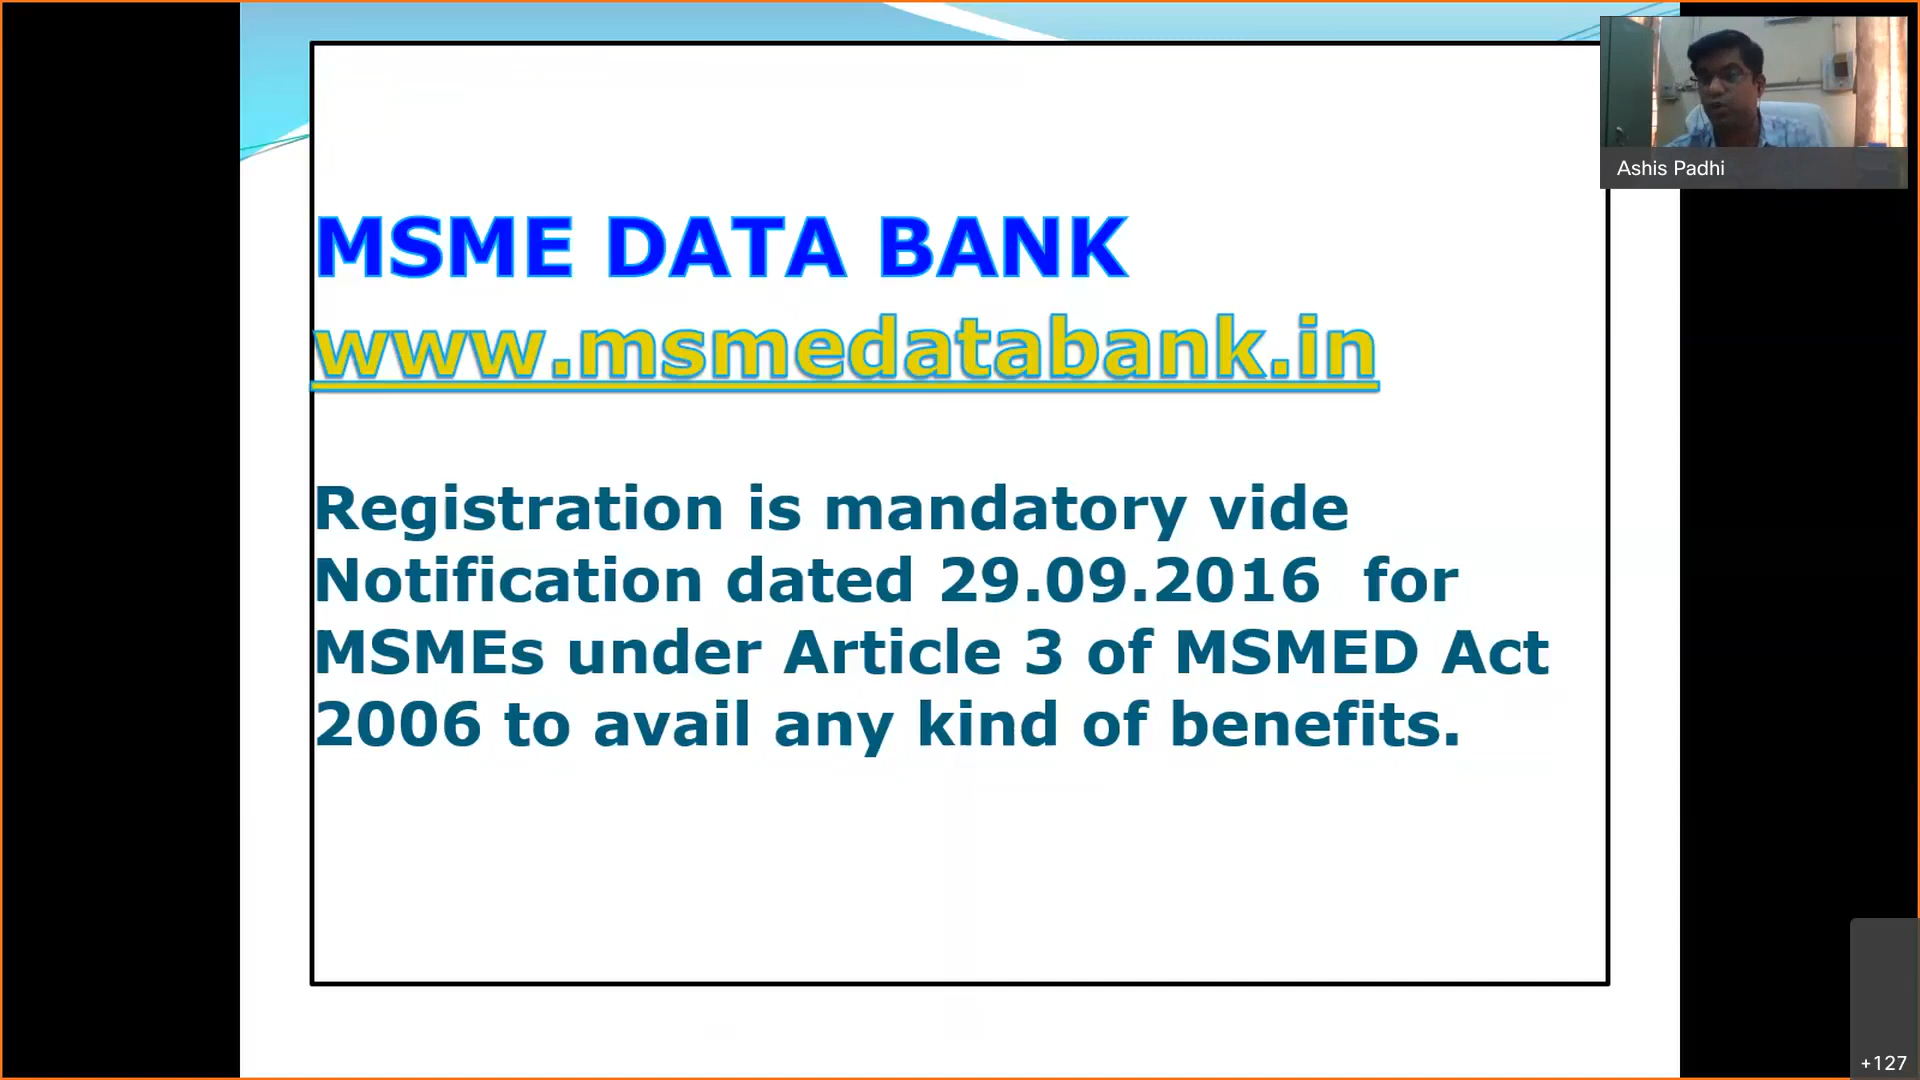 MSME DATA BANK
www.msmedatabank.in
Registration is mandatory vide
Notification dated 29.09.2016 for
MSMEs under Article 3 of MSMED Act
2006 to avail any kind of benefits.
Ashis Padhi
+127